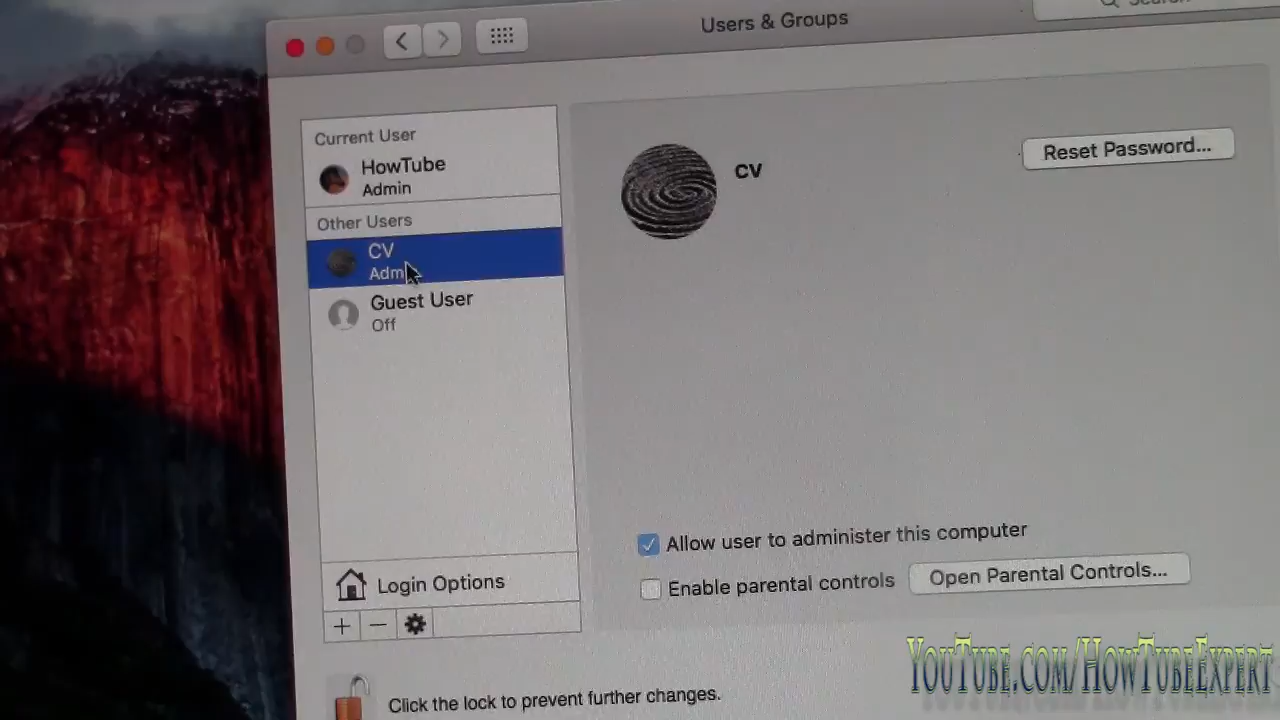 Users & Groups
Current User
HowTube
Admin
Other Users
CV
Adm
Guest User
Off
Login Options
CV
Reset Password...
Allow user to administer this computer
Enable parental controls
Open Parental Controls...
Click the lock to prevent further changes.
YouTube.com/HowTubeExpert